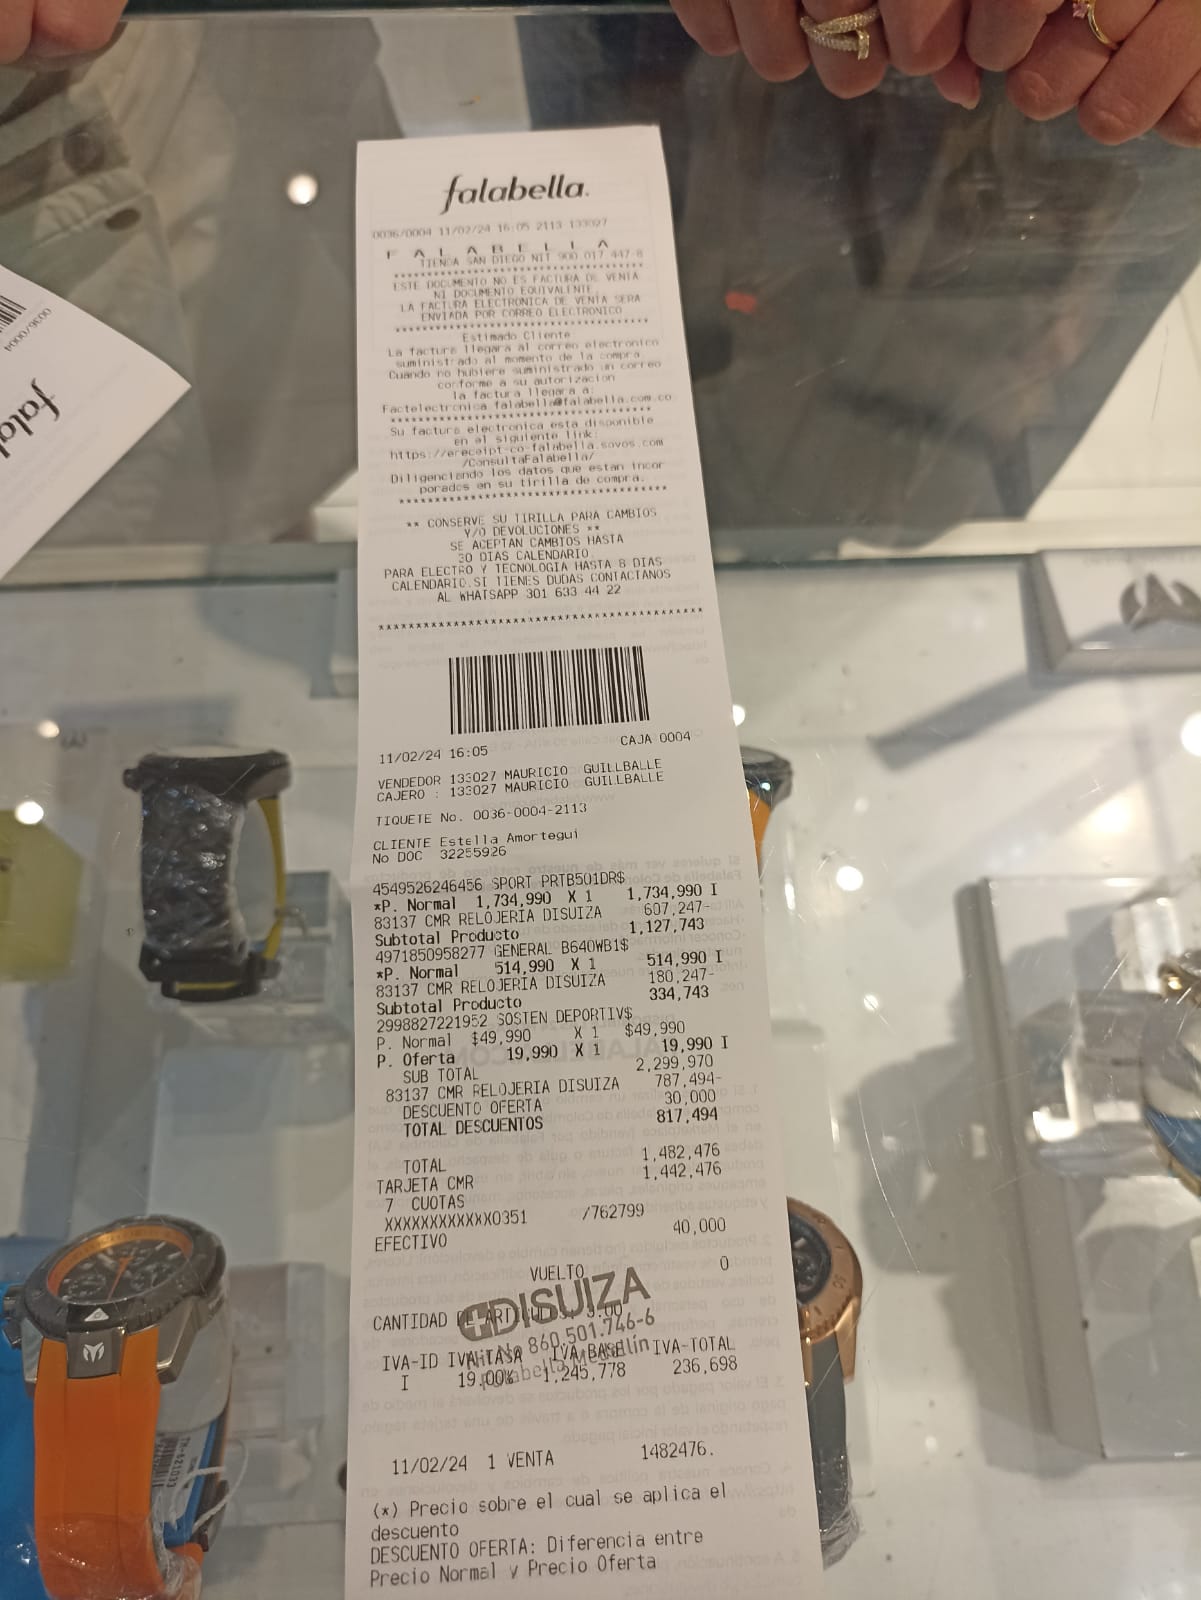 falabella.
0036/0004 11/02/24 16:05 2113 133027
F A L A B E L L A
TIENDA SAN DIEGO NIT 900.017.447-8
****************************************
ESTE DOCUMENTO NO ES FACTURA DE VENTA
NI DOCUMENTO EQUIVALENTE.
LA FACTURA ELECTRONICA DE VENTA SERA
ENVIADA POR CORREO ELECTRONICO
****************************************
Estimado Cliente
La factura llegara al correo electronico
suministrado al momento de la compra
Cuando no hubiere suministrado un correo
conforme a su autorizacion
la factura llegara a:
Factelectronica falabella@falabella.com.co
****************************************
Su factura electronica esta disponible
en el siguiente link:
https://ereceipt-co-falabella.sovos.com
/ConsultaFalabella/
Diligenciando los datos que estan incor
porados en su tirilla de compra.
****************************************
** CONSERVE SU TIRILLA PARA CAMBIOS
Y/O DEVOLUCIONES **
SE ACEPTAN CAMBIOS HASTA
30 DIAS CALENDARIO.
PARA ELECTRO Y TECNOLOGIA HASTA 8 DIAS
CALENDARIO.SI TIENES DUDAS CONTACTANOS
AL WHATSAPP 301 633 44 22
****************************************
11/02/24 16:05 CAJA 0004
VENDEDOR 133027 MAURICIO GUILLBALLE
CAJERO : 133027 MAURICIO GUILLBALLE
TIQUETE No. 0036-0004-2113
CLIENTE Estella Amortegui
No DOC 32255926
4549526246456 SPORT PRTB501DR$
*P. Normal 1,734,990 X 1 1,734,990 I
83137 CMR RELOJERIA DISUIZA 607,247-
Subtotal Producto 1,127,743
4971850958277 GENERAL B640WB1$
*P. Normal 514,990 X 1 514,990 I
83137 CMR RELOJERIA DISUIZA 180,247-
Subtotal Producto 334,743
2998827221952 SOSTEN DEPORTIV$
P. Normal $49,990 X 1 $49,990
P. Oferta 19,990 X 1 19,990 I
SUB TOTAL 2,299,970
83137 CMR RELOJERIA DISUIZA 787,494-
DESCUENTO OFERTA 30,000
TOTAL DESCUENTOS 817,494
TOTAL 1,482,476
TARJETA CMR 1,442,476
7 CUOTAS
XXXXXXXXXXXX0351 /762799
EFECTIVO 40,000
VUELTO 0
DISUIZA
CANTIDAD DE ARTICULOS: 3.00
Nit No 860.501.746-6
IVA-ID IVA-TASA IVA-BASE IVA-TOTAL
Falabella Medellin
I 19.00% 1,245,778 236,698
11/02/24 1 VENTA 1482476.
(*) Precio sobre el cual se aplica el
descuento
DESCUENTO OFERTA: Diferencia entre
Precio Normal y Precio Oferta
0036/0004
fala